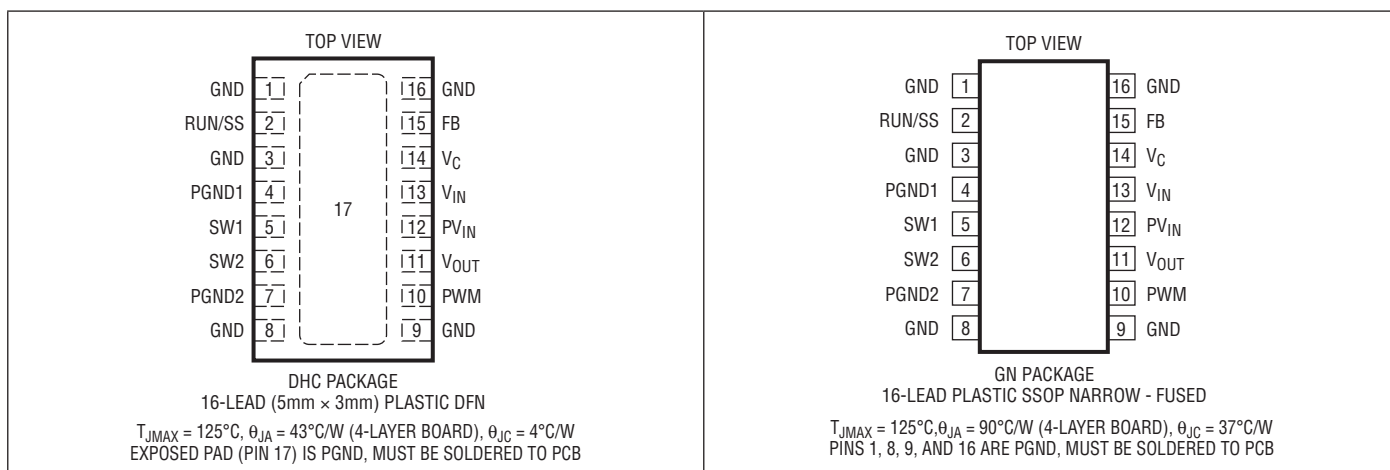 TOP VIEW
GND 1 16 GND
RUN/SS 2 15 FB
GND 3 14 VC
PGND1 4 13 VIN
17
SW1 5 12 PVIN
SW2 6 11 VOUT
PGND2 7 10 PWM
GND 8 9 GND
DHC PACKAGE
16-LEAD (5mm × 3mm) PLASTIC DFN
TJMAX = 125°C, θJA = 43°C/W (4-LAYER BOARD), θJC = 4°C/W
EXPOSED PAD (PIN 17) IS PGND, MUST BE SOLDERED TO PCB
TOP VIEW
GND 1 16 GND
RUN/SS 2 15 FB
GND 3 14 VC
PGND1 4 13 VIN
SW1 5 12 PVIN
SW2 6 11 VOUT
PGND2 7 10 PWM
GND 8 9 GND
GN PACKAGE
16-LEAD PLASTIC SSOP NARROW - FUSED
TJMAX = 125°C,θJA = 90°C/W (4-LAYER BOARD), θJC = 37°C/W
PINS 1, 8, 9, AND 16 ARE PGND, MUST BE SOLDERED TO PCB